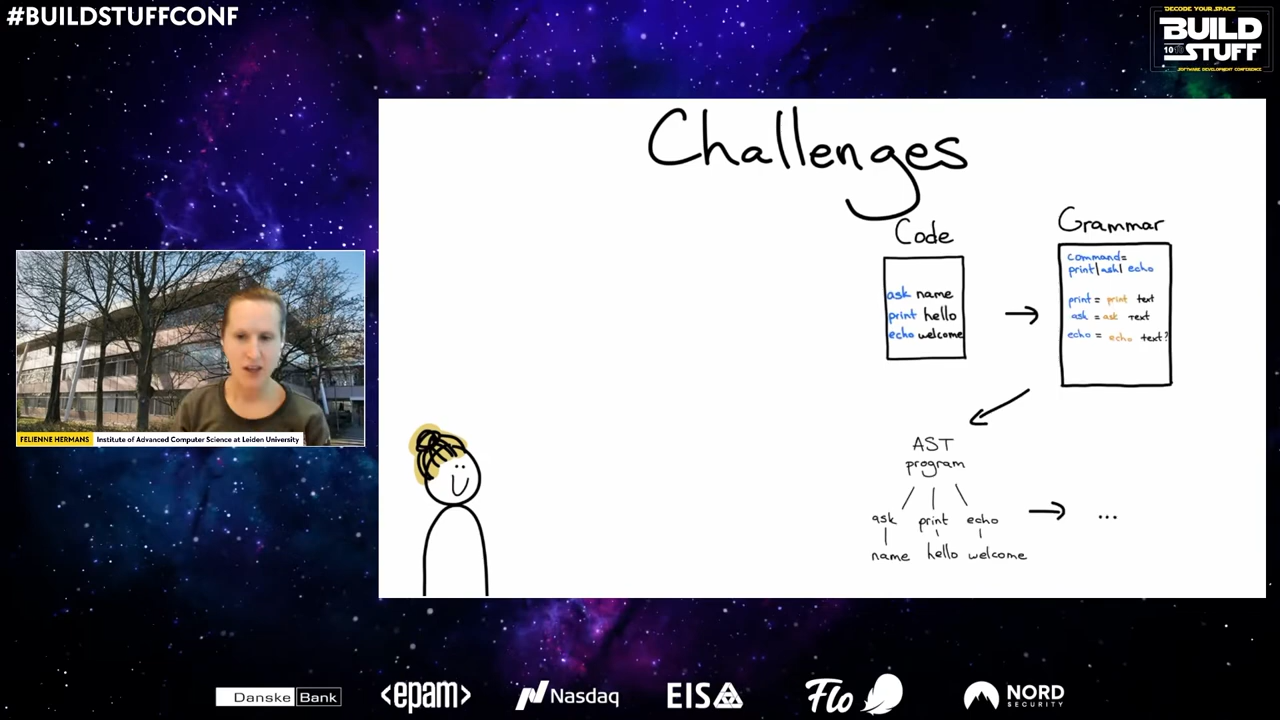 #BUILDSTUFFCONF
DECODE YOUR SPACE
BUILD
STUFF
SOFTWARE DEVELOPMENT CONFERENCE
Challenges
Code
ask name
print hello
echo welcome
Grammar
command=
print|ask| echo
print = print text
ask = ask text
echo = echo text?
AST
program
ask print echo
name hello welcome
...
FELIENNE HERMANS Institute of Advanced Computer Science at Leiden University
Danske Bank
<epam>
Nasdaq
EIS
Flo
NORD
SECURITY